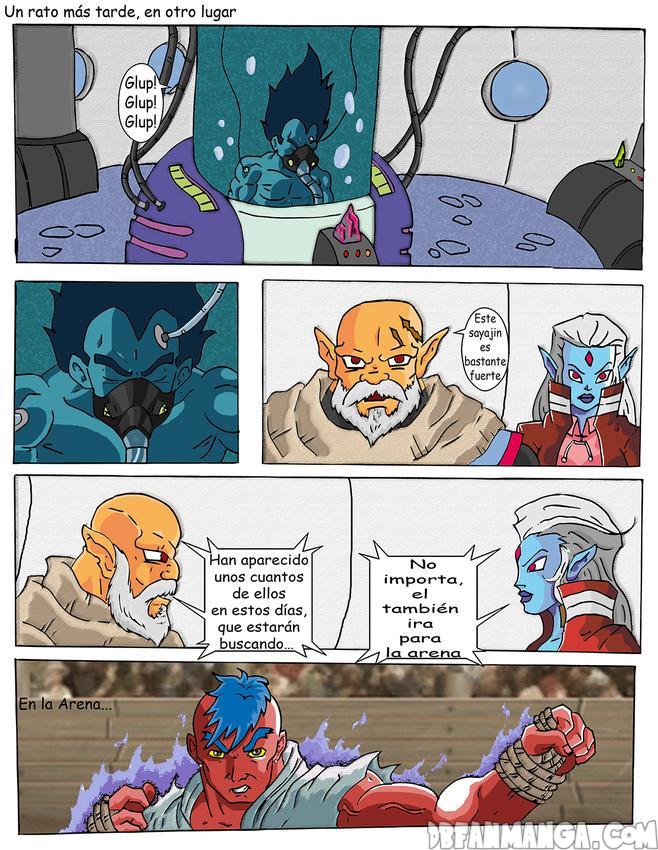 Un rato más tarde, en otro lugar
Glup!
Glup!
Glup!
Este
sayajin
es
bastante
fuerte
Han aparecido
unos cuantos
de ellos
en estos días,
que estarán
buscando...
No
importa,
el
también
ira
para
la arena
En la Arena...
DBFANMANGA.COM